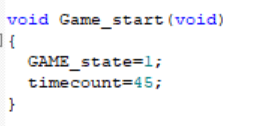 void Game_start(void)
{
GAME_state=1;
timecount=45;
}